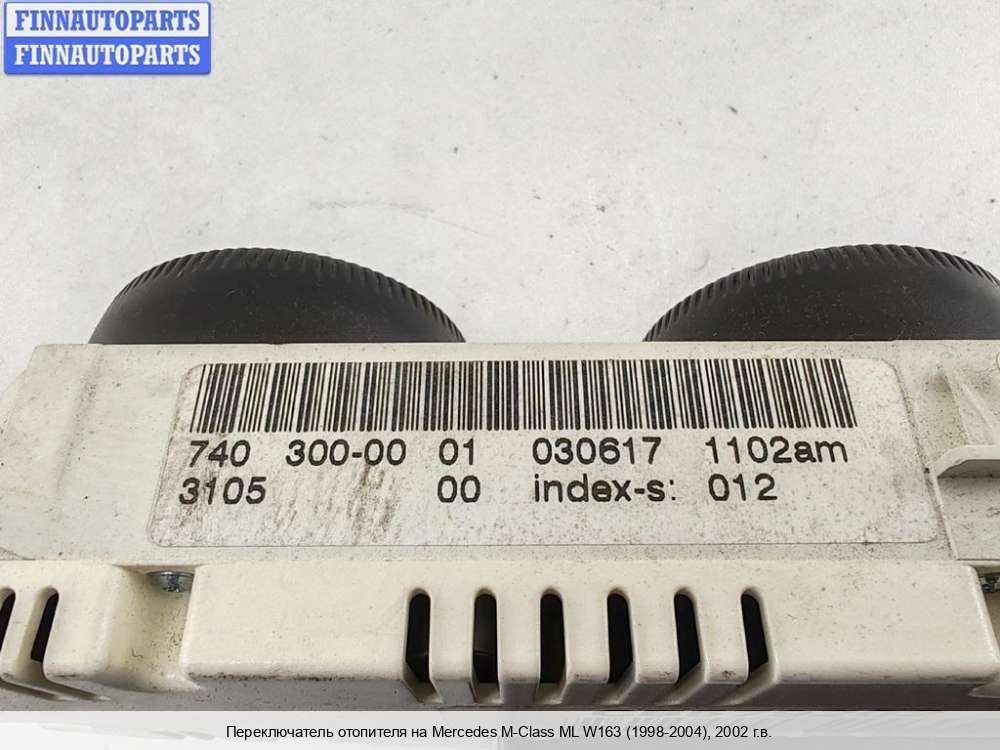 FINNAUTOPARTS
FINNAUTOPARTS
740 300-00 01 030617 1102am
3105 00 index-s: 012
Переключатель отопителя на Mercedes M-Class ML W163 (1998-2004), 2002 г.в.